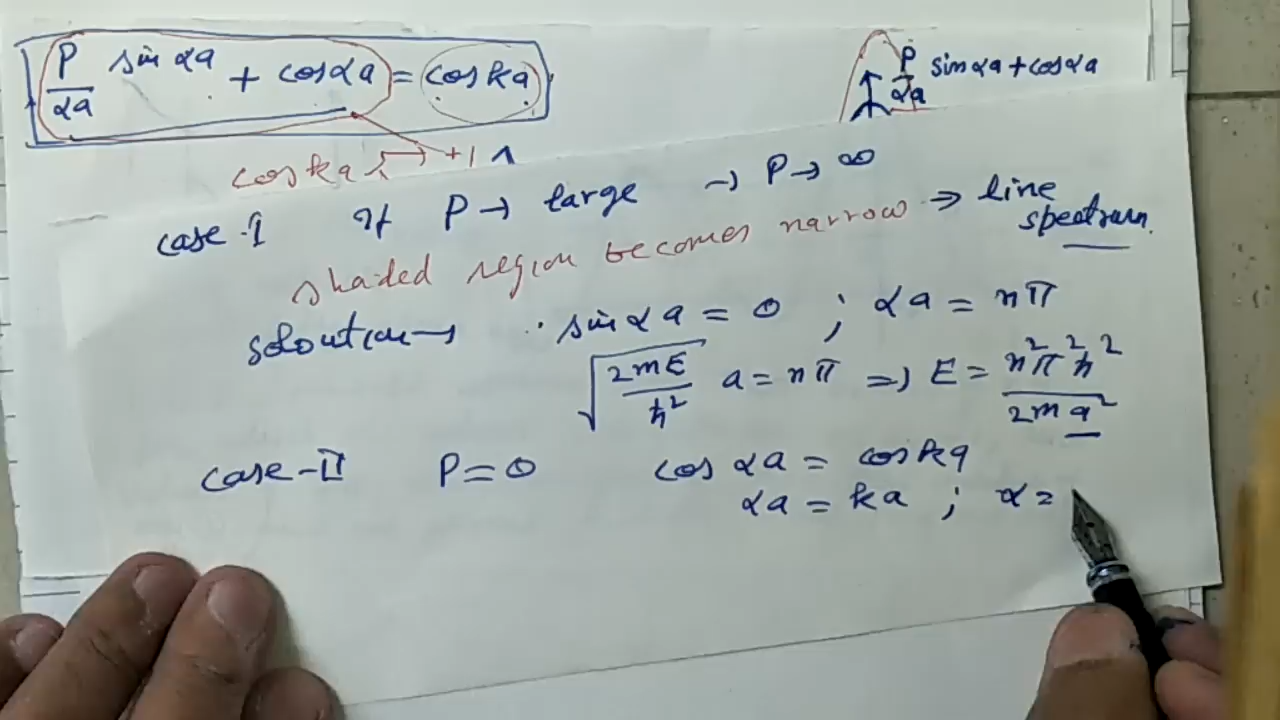 P/αa sin αa + cos αa = cos ka
P/αa sin αa + cos αa
cos ka → +1
case-I If P → large → P → ∞
shaded region becomes narrow ⇒ line spectrum.
solution → sin αa = 0 ; αa = nπ
√(2mE/ħ²) a = nπ ⇒ E = n²π²ħ²/2ma²
case-II P = 0 cos αa = cos ka
αa = ka ; α =